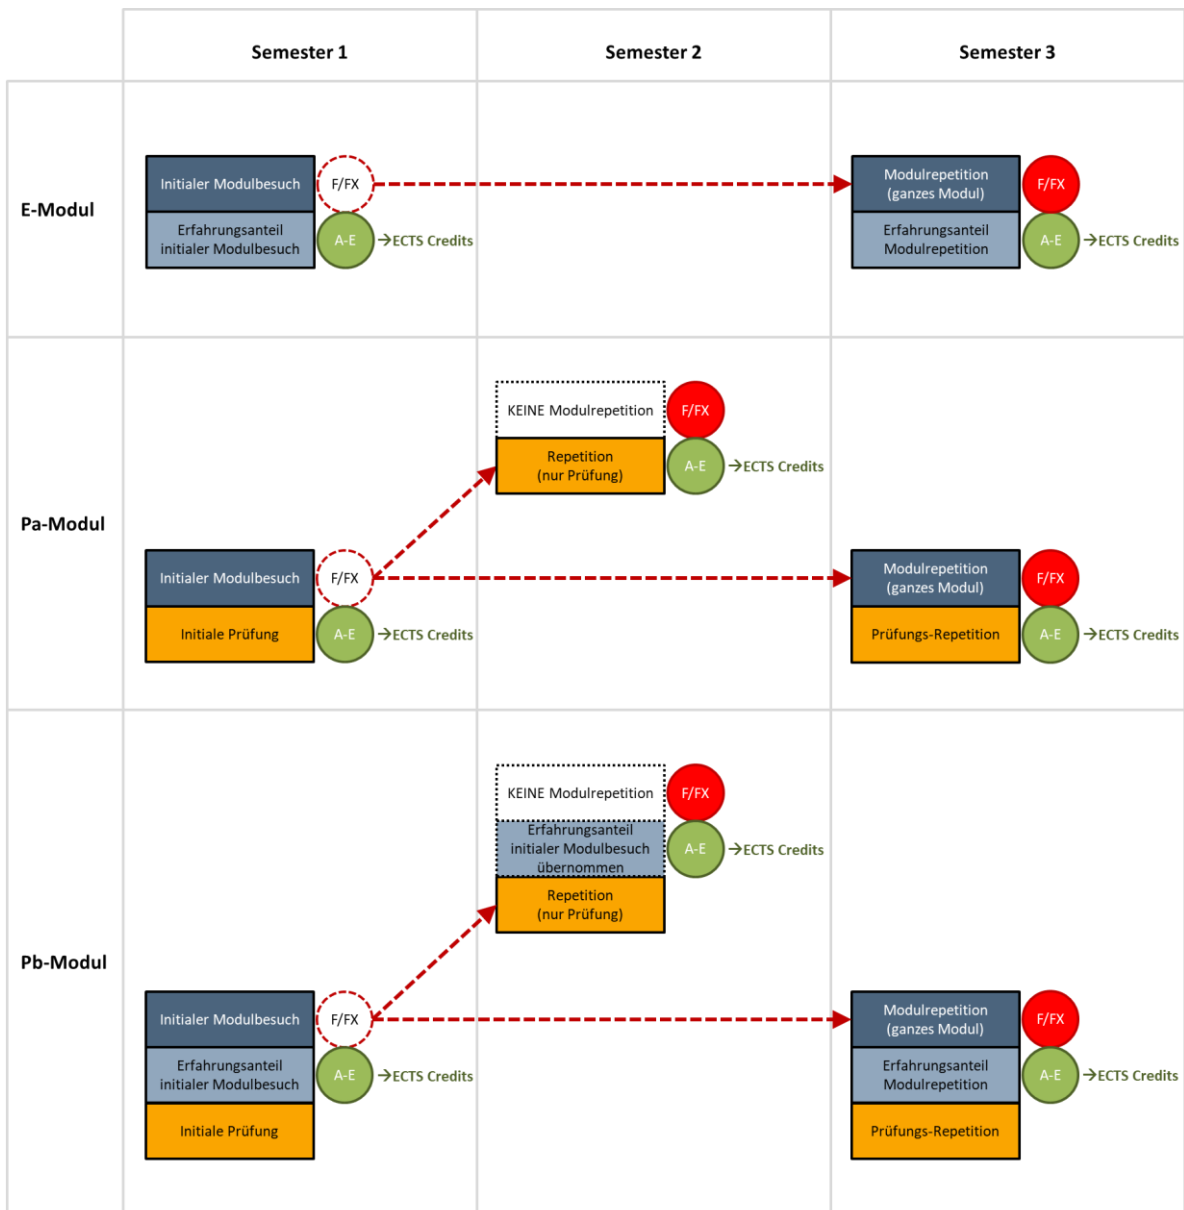 Semester 1
Semester 2
Semester 3
E-Modul
Initialer Modulbesuch
F/FX
Erfahrungsanteil
initialer Modulbesuch
A-E
→ECTS Credits
Modulrepetition
(ganzes Modul)
F/FX
Erfahrungsanteil
Modulrepetition
A-E
→ECTS Credits
Pa-Modul
KEINE Modulrepetition
F/FX
Repetition
(nur Prüfung)
A-E
→ECTS Credits
Initialer Modulbesuch
F/FX
Initiale Prüfung
A-E
→ECTS Credits
Modulrepetition
(ganzes Modul)
F/FX
Prüfungs-Repetition
A-E
→ECTS Credits
Pb-Modul
KEINE Modulrepetition
F/FX
Erfahrungsanteil
initialer Modulbesuch
übernommen
A-E
→ECTS Credits
Repetition
(nur Prüfung)
Initialer Modulbesuch
F/FX
Erfahrungsanteil
initialer Modulbesuch
A-E
→ECTS Credits
Initiale Prüfung
Modulrepetition
(ganzes Modul)
F/FX
Erfahrungsanteil
Modulrepetition
A-E
→ECTS Credits
Prüfungs-Repetition